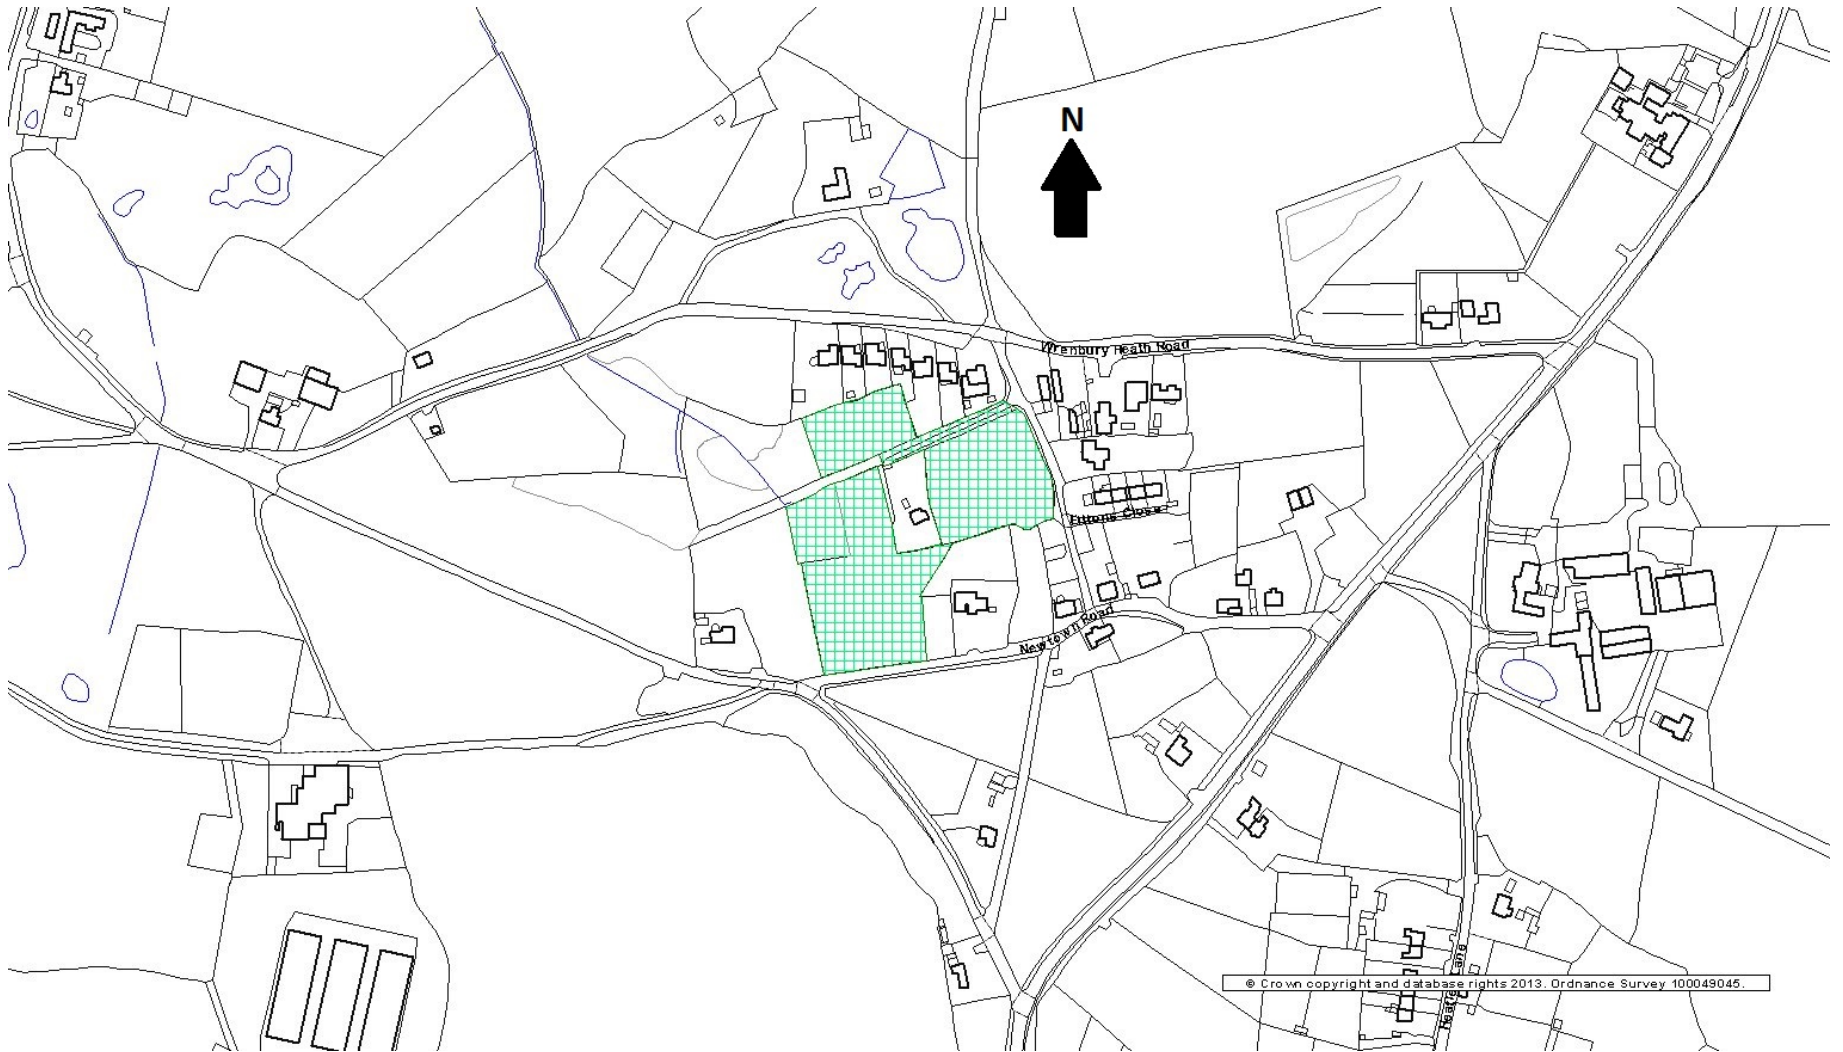 N
Wrenbury Heath Road
Newtown Road
© Crown copyright and database rights 2013. Ordnance Survey 100049045.